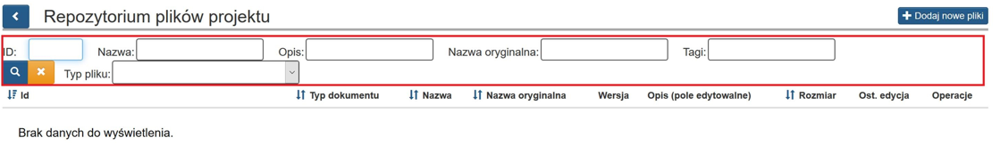 Repozytorium plików projektu
Dodaj nowe pliki
ID: Nazwa: Opis: Nazwa oryginalna: Tagi:
Typ pliku:
Id Typ dokumentu Nazwa Nazwa oryginalna Wersja Opis (pole edytowalne) Rozmiar Ost. edycja Operacje
Brak danych do wyświetlenia.